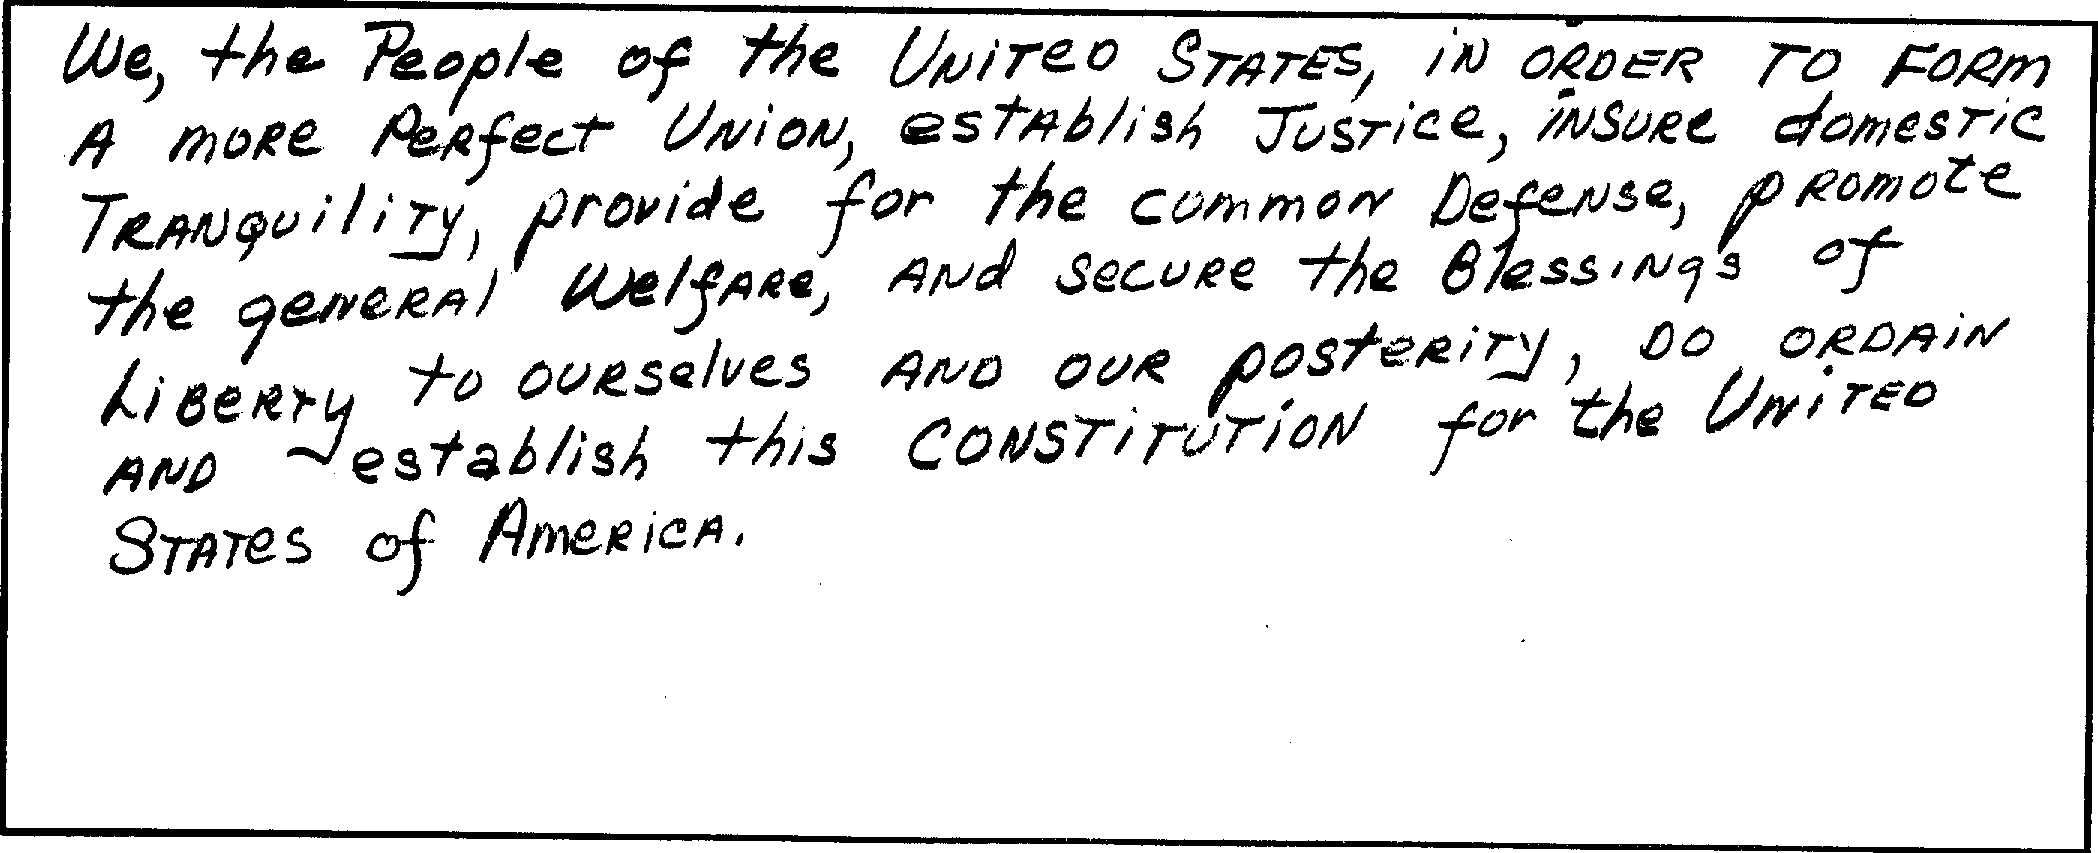 We, the People of the United States, in order to form
a more Perfect Union, establish Justice, insure domestic
Tranquility, provide for the common Defense, promote
the general Welfare, and secure the Blessings of
Liberty to ourselves and our posterity, do ordain
and establish this CONSTITUTION for the United
States of America.